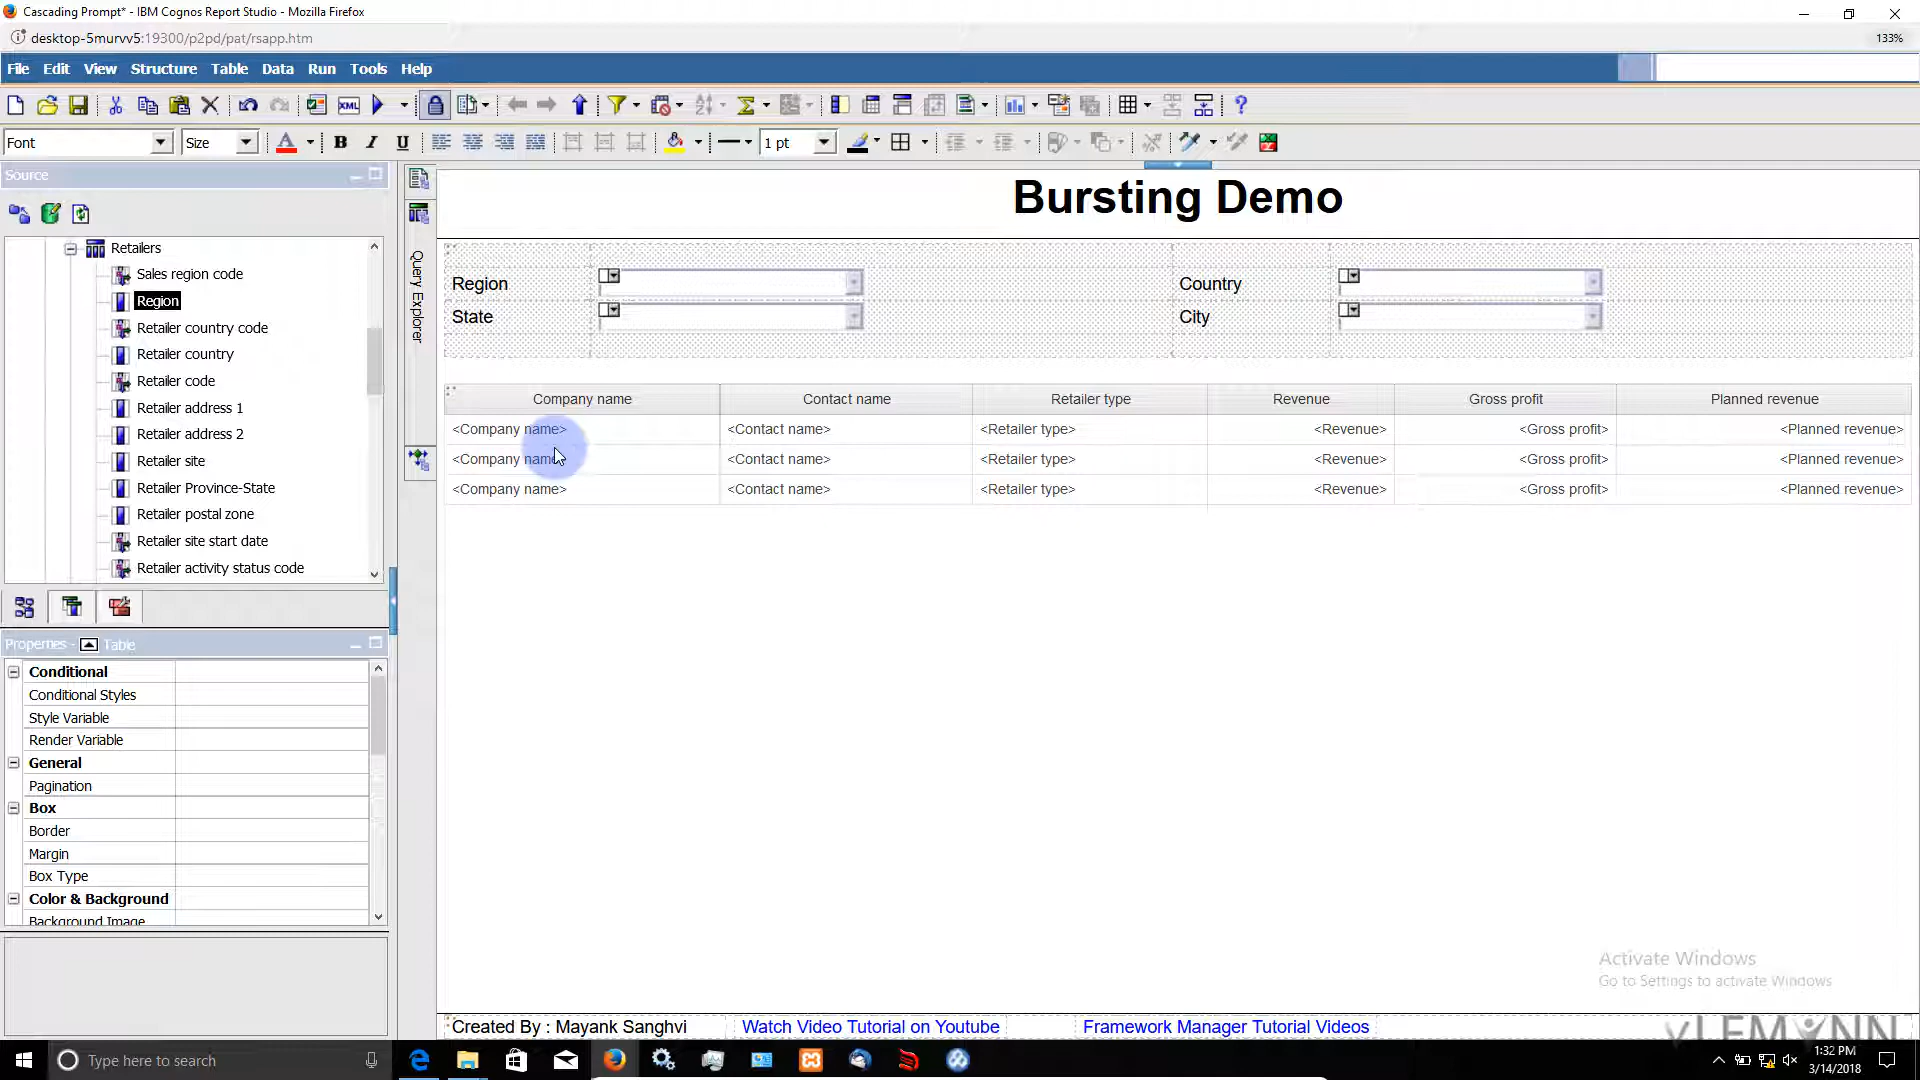 Cascading Prompt* - IBM Cognos Report Studio - Mozilla Firefox
desktop-5murvv5:19300/p2pd/pat/rsapp.htm
133%
File Edit View Structure Table Data Run Tools Help
XML
Font Size A B I U 1 pt
Source
Retailers
Sales region code
Region
Retailer country code
Retailer country
Retailer code
Retailer address 1
Retailer address 2
Retailer site
Retailer Province-State
Retailer postal zone
Retailer site start date
Retailer activity status code
Properties - Table
Conditional
Conditional Styles
Style Variable
Render Variable
General
Pagination
Box
Border
Margin
Box Type
Color & Background
Background Image
Query Explorer
Bursting Demo
Region Country
State City
Company name Contact name Retailer type Revenue Gross profit Planned revenue
<Company name> <Contact name> <Retailer type> <Revenue> <Gross profit> <Planned revenue>
<Company name> <Contact name> <Retailer type> <Revenue> <Gross profit> <Planned revenue>
<Company name> <Contact name> <Retailer type> <Revenue> <Gross profit> <Planned revenue>
Activate Windows
Go to Settings to activate Windows
Created By : Mayank Sanghvi Watch Video Tutorial on Youtube Framework Manager Tutorial Videos
Type here to search
1:32 PM
3/14/2018